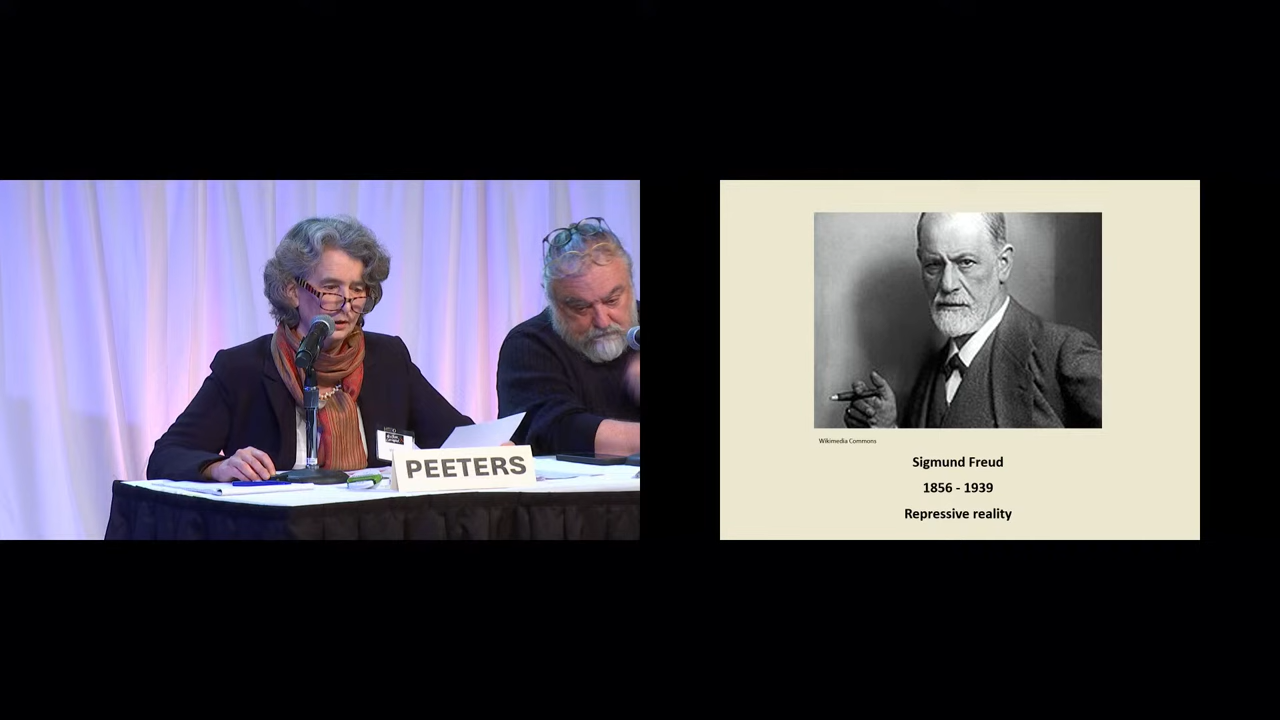 PEETERS
Wikimedia Commons
Sigmund Freud
1856 - 1939
Repressive reality